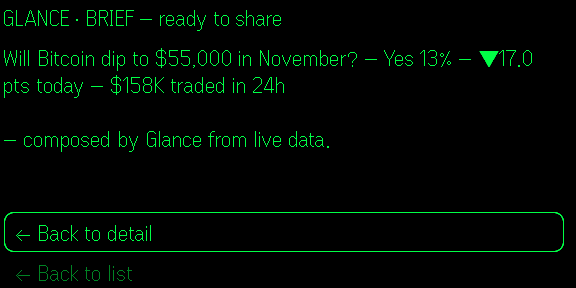 GLANCE · BRIEF — ready to share
Will Bitcoin dip to $55,000 in November? — Yes 13% — ▼17.0
pts today — $158K traded in 24h
— composed by Glance from live data.
← Back to detail
← Back to list